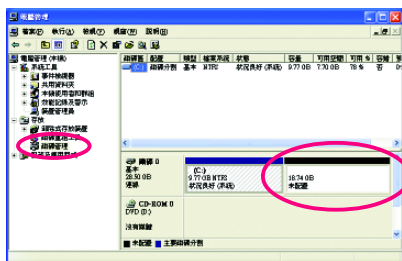 電腦管理
檔案(F) 執行(A) 檢視(V) 視窗(W) 說明(H)
電腦管理 (本機)
系統工具
事件檢視器
共用資料夾
本機使用者和群組
效能記錄及警示
裝置管理員
存放
卸除式存放裝置
磁碟重組工具
磁碟管理
服務及應用程式
磁碟區 配置 類型 檔案系統 狀態 容量 可用空間 可用 % 容錯
(C:) 磁碟分割 基本 NTFS 狀況良好 (系統) 9.77 GB 7.70 GB 78 % 否
磁碟 0
基本
28.50 GB
連線
(C:)
9.77 GB NTFS
狀況良好 (系統)
18.74 GB
未配置
CD-ROM 0
DVD (D:)
沒有媒體
未配置 主要磁碟分割